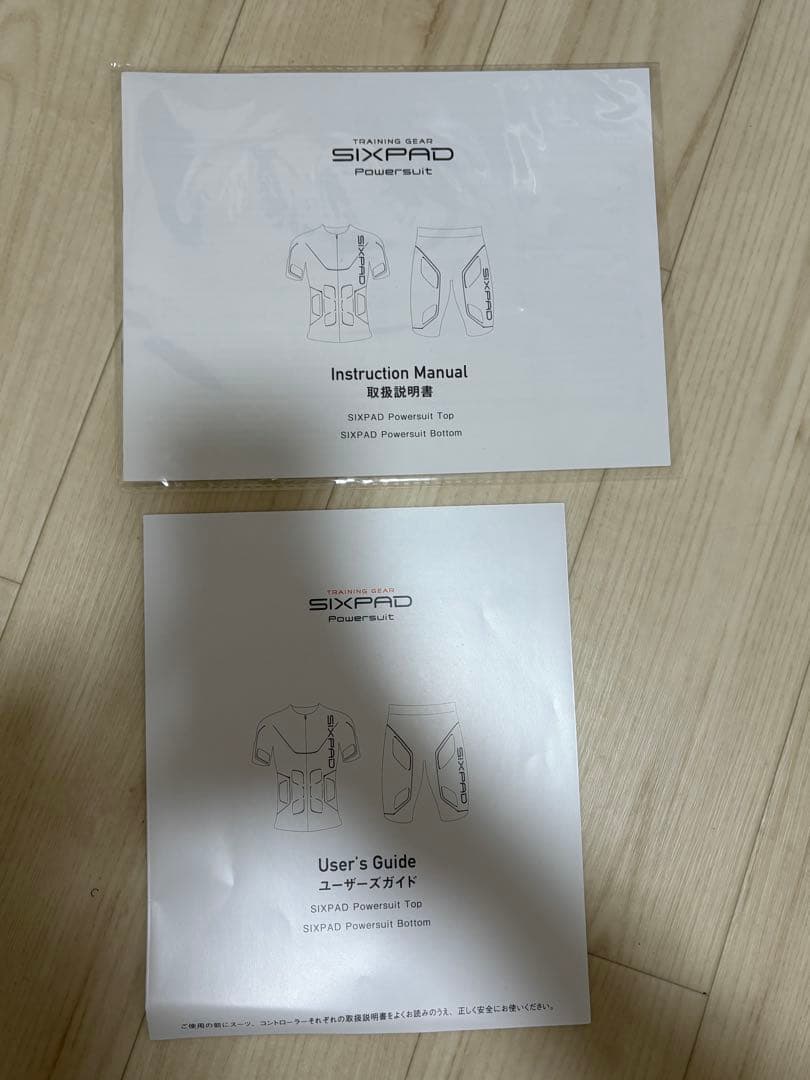 TRAINING GEAR
SIXPAD
Powersuit
SIXPAD
SIXPAD
Instruction Manual
取扱説明書
SIXPAD Powersuit Top
SIXPAD Powersuit Bottom
TRAINING GEAR
SIXPAD
Powersuit
SIXPAD
SIXPAD
User's Guide
ユーザーズガイド
SIXPAD Powersuit Top
SIXPAD Powersuit Bottom
ご使用の前にスーツ、コントローラーそれぞれの取扱説明書をよくお読みのうえ、正しく安全にお使いください。